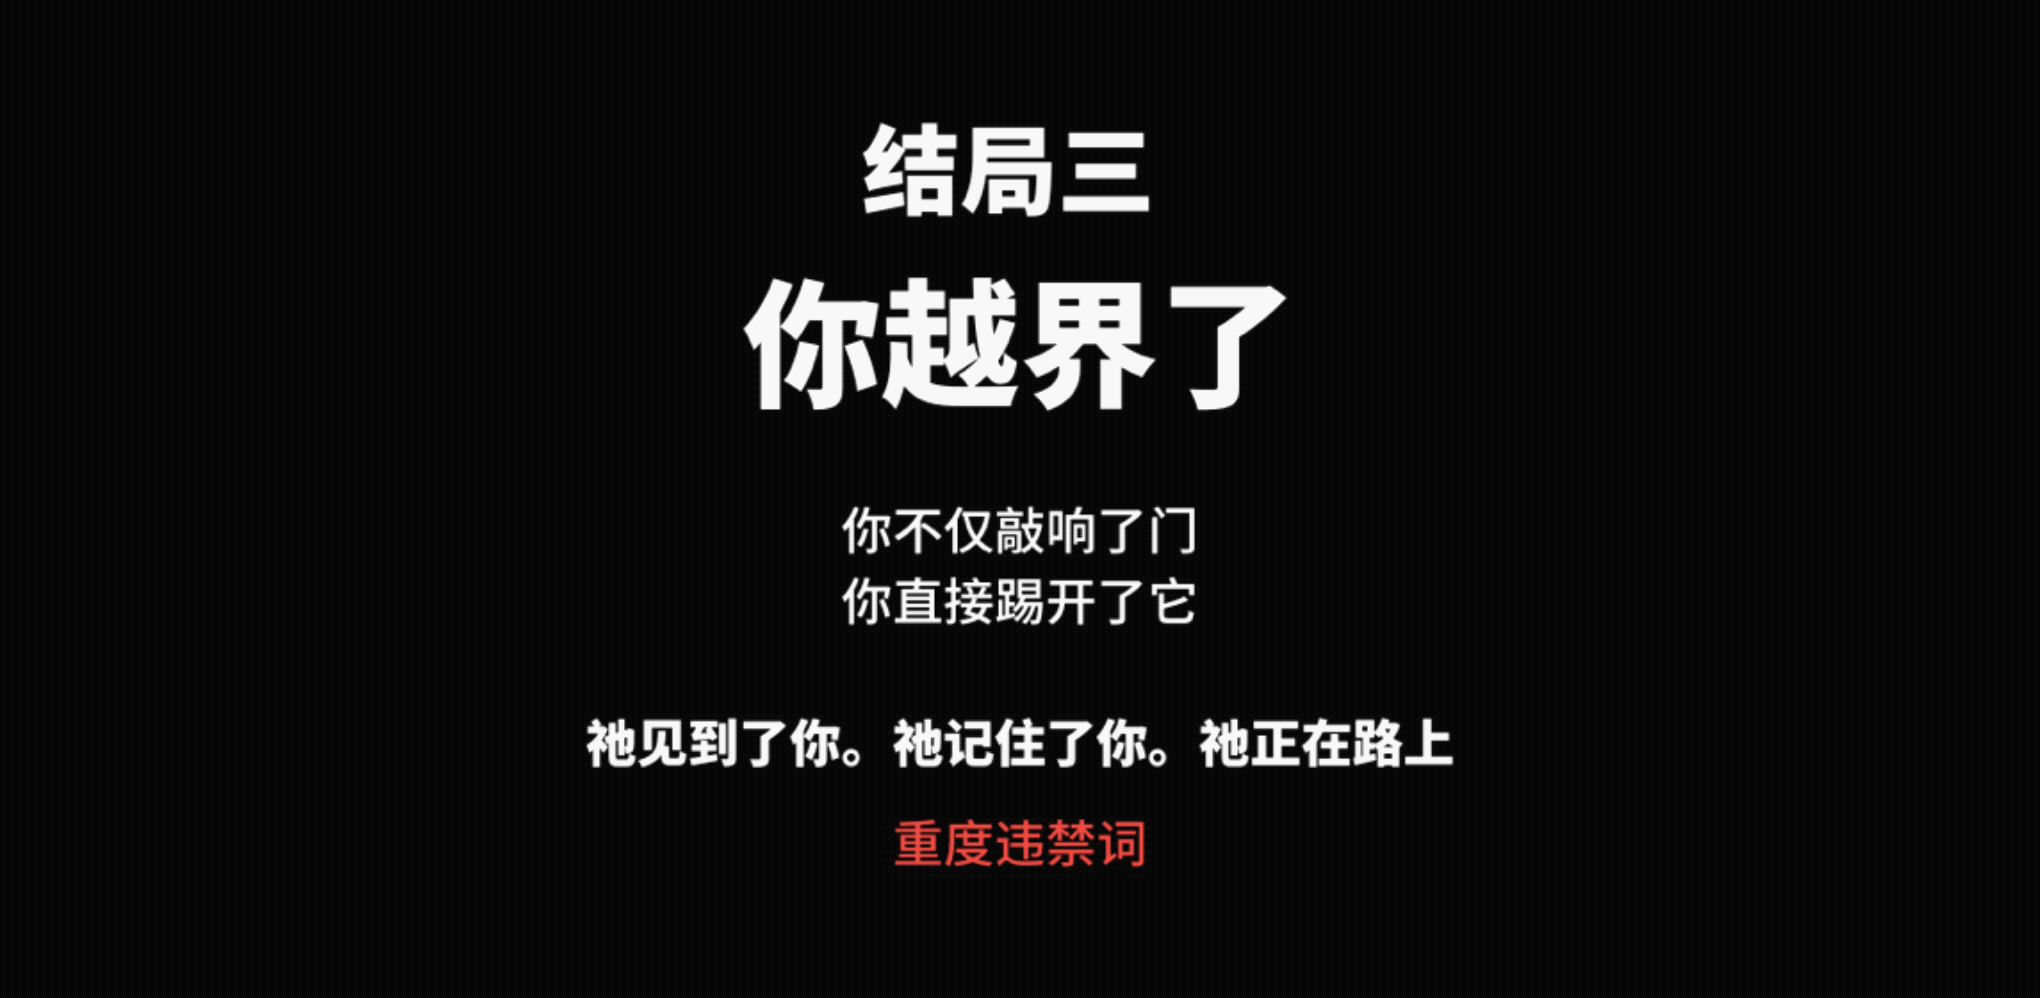 结局三
你越界了
你不仅敲响了门
你直接踢开了它
祂见到了你。祂记住了你。祂正在路上
重度违禁词